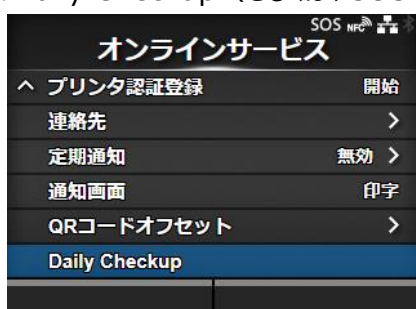 SOS NFC
オンラインサービス
プリンタ認証登録 開始
連絡先
定期通知 無効
通知画面 印字
QRコードオフセット
Daily Checkup